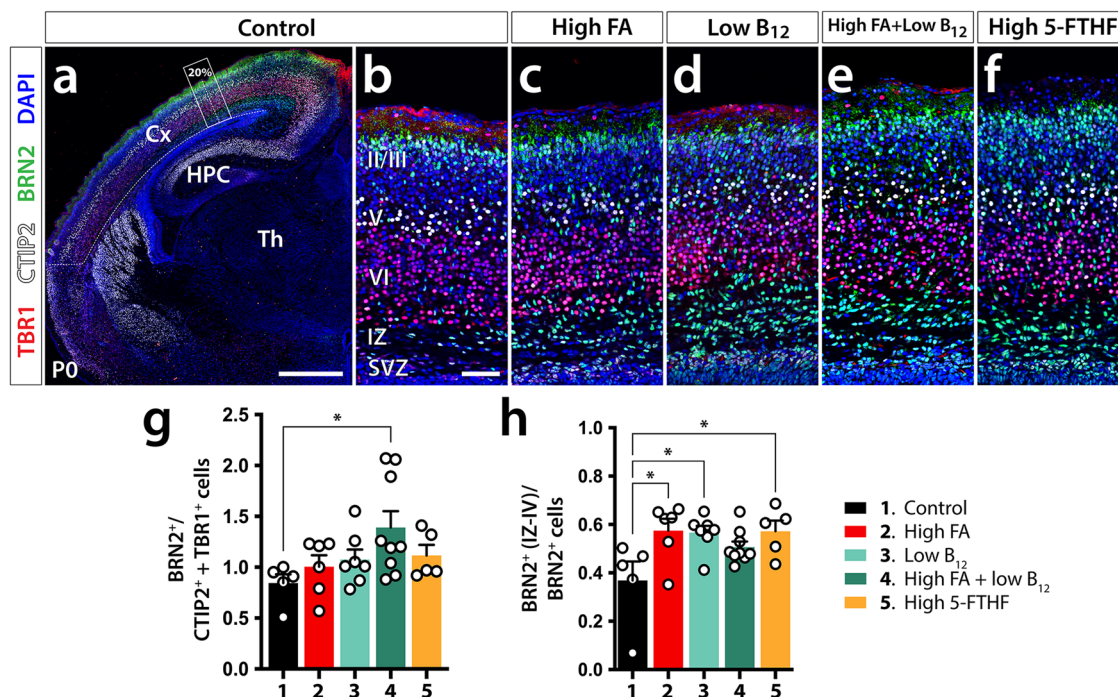 Control
High FA
Low B12
High FA+Low B12
High 5-FTHF
TBR1 CTIP2 BRN2 DAPI
a
20%
Cx
HPC
Th
P0
b
II/III
V
VI
IZ
SVZ
c
d
e
f
g
BRN2+/
CTIP2+ + TBR1+ cells
2.5
2.0
1.5
1.0
0.5
0.0
*
1 2 3 4 5
h
BRN2+ (IZ-IV)/
BRN2+ cells
1.0
0.8
0.6
0.4
0.2
0.0
*
*
*
1 2 3 4 5
1. Control
2. High FA
3. Low B12
4. High FA + low B12
5. High 5-FTHF